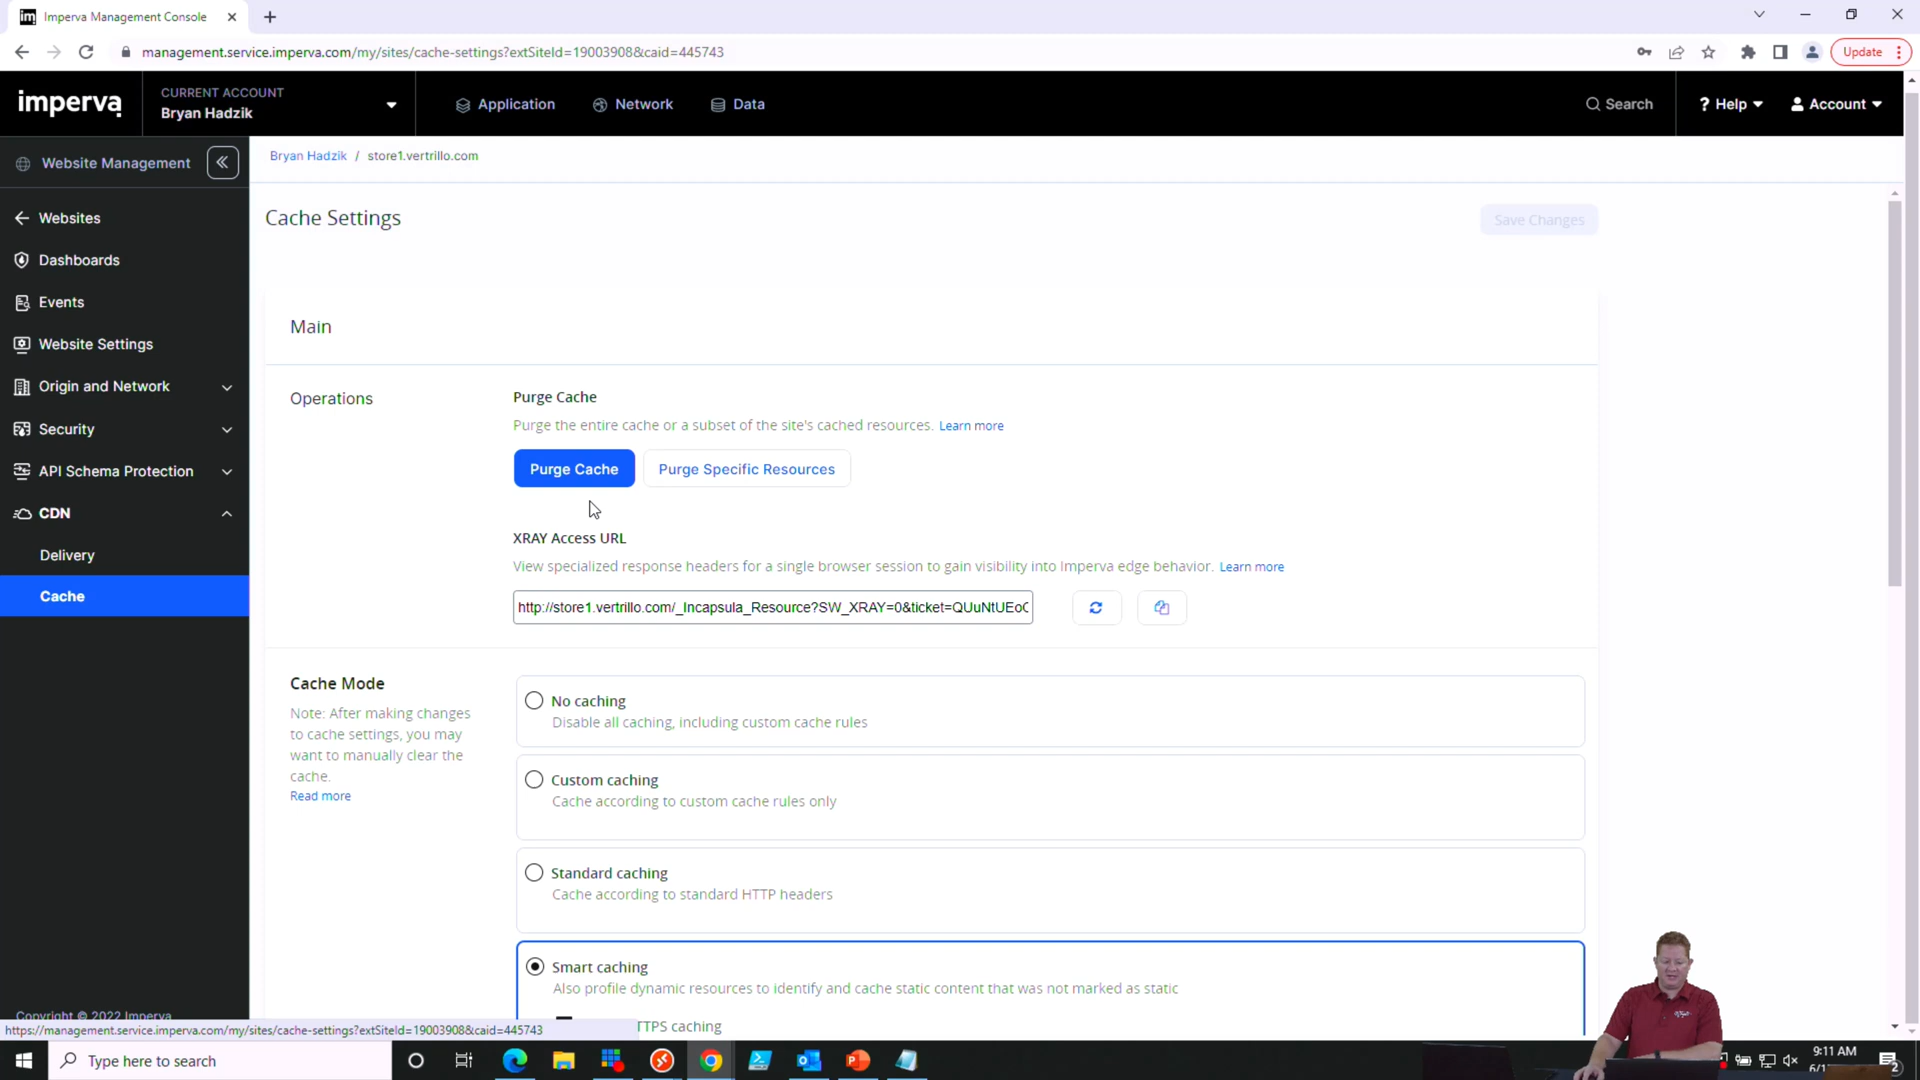 im Imperva Management Console
management.service.imperva.com/my/sites/cache-settings?extSiteId=19003908&caid=445743
Update
imperva
CURRENT ACCOUNT
Bryan Hadzik
Application
Network
Data
Search
? Help
Account
Website Management
Bryan Hadzik / store1.vertrillo.com
Websites
Dashboards
Events
Website Settings
Origin and Network
Security
API Schema Protection
CDN
Delivery
Cache
Cache Settings
Save Changes
Main
Operations
Purge Cache
Purge the entire cache or a subset of the site's cached resources. Learn more
Purge Cache
Purge Specific Resources
XRAY Access URL
View specialized response headers for a single browser session to gain visibility into Imperva edge behavior. Learn more
http://store1.vertrillo.com/_Incapsula_Resource?SW_XRAY=0&ticket=QUuNtUEoC
Cache Mode
Note: After making changes
to cache settings, you may
want to manually clear the
cache.
Read more
No caching
Disable all caching, including custom cache rules
Custom caching
Cache according to custom cache rules only
Standard caching
Cache according to standard HTTP headers
Smart caching
Also profile dynamic resources to identify and cache static content that was not marked as static
TTPS caching
Copyright © 2022 Imperva
https://management.service.imperva.com/my/sites/cache-settings?extSiteId=19003908&caid=445743
Type here to search
9:11 AM
2